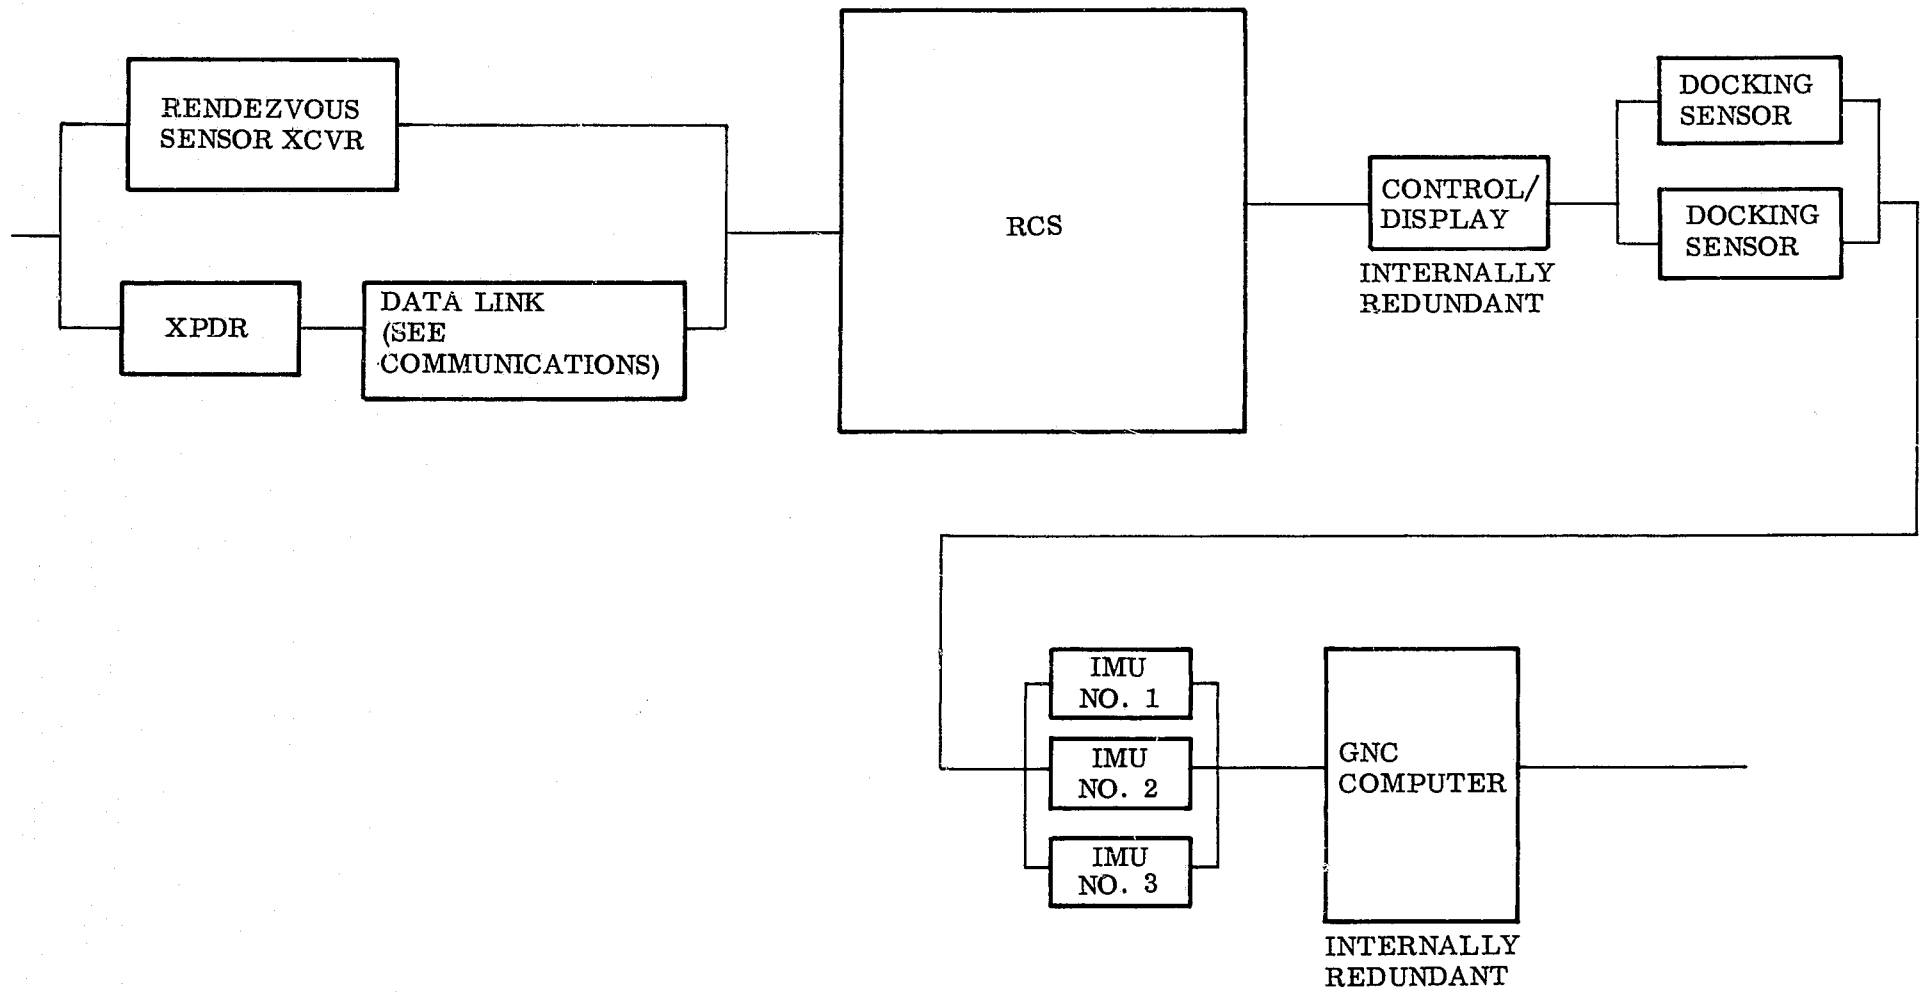 RENDEZVOUS
SENSOR XCVR
XPDR
DATA LINK
(SEE
COMMUNICATIONS)
RCS
CONTROL/
DISPLAY
INTERNALLY
REDUNDANT
DOCKING
SENSOR
DOCKING
SENSOR
IMU
NO. 1
IMU
NO. 2
IMU
NO. 3
GNC
COMPUTER
INTERNALLY
REDUNDANT